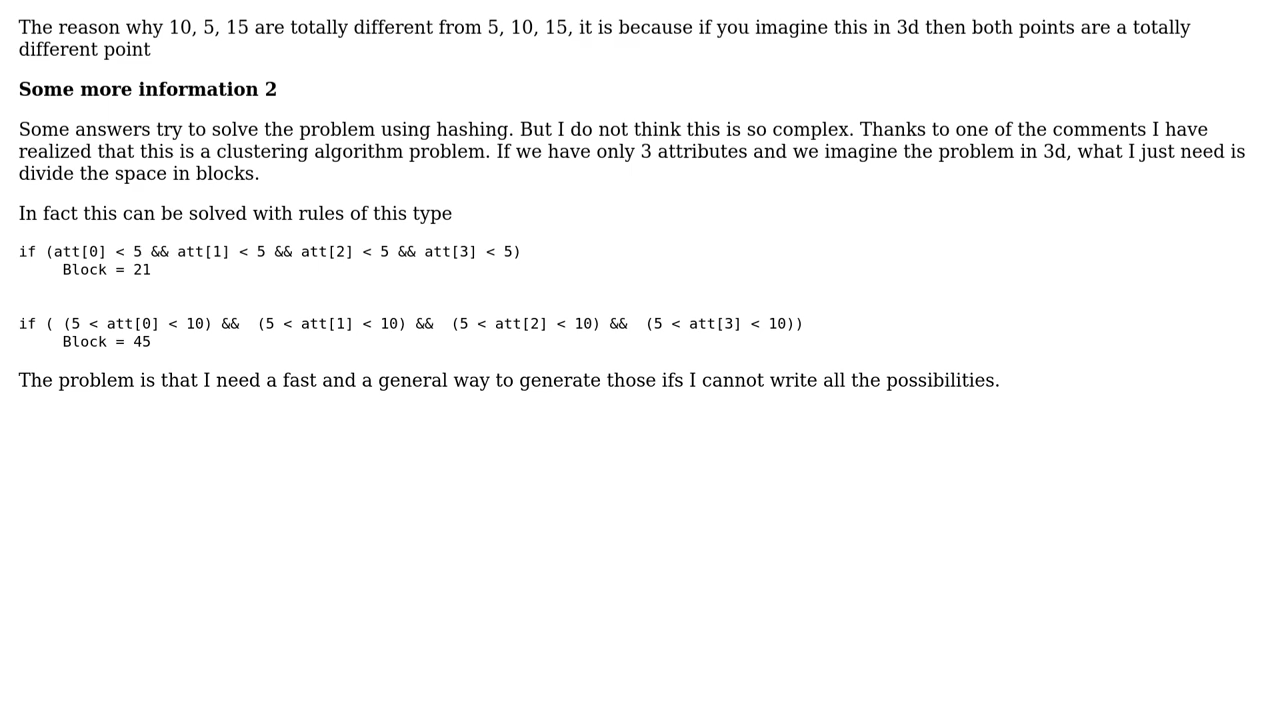 The reason why 10, 5, 15 are totally different from 5, 10, 15, it is because if you imagine this in 3d then both points are a totally
different point
Some more information 2
Some answers try to solve the problem using hashing. But I do not think this is so complex. Thanks to one of the comments I have
realized that this is a clustering algorithm problem. If we have only 3 attributes and we imagine the problem in 3d, what I just need is
divide the space in blocks.
In fact this can be solved with rules of this type
if (att[0] < 5 && att[1] < 5 && att[2] < 5 && att[3] < 5)
     Block = 21
if ( (5 < att[0] < 10) &&  (5 < att[1] < 10) &&  (5 < att[2] < 10) &&  (5 < att[3] < 10))
     Block = 45
The problem is that I need a fast and a general way to generate those ifs I cannot write all the possibilities.